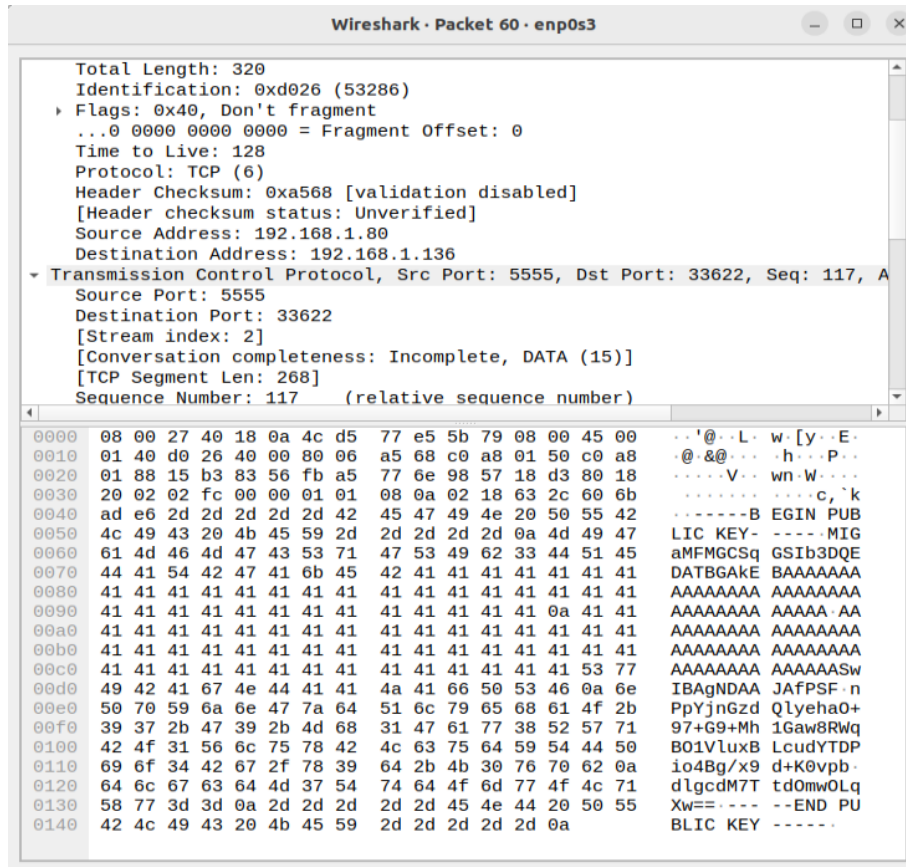 Wireshark · Packet 60 · enp0s3
Total Length: 320
Identification: 0xd026 (53286)
Flags: 0x40, Don't fragment
...0 0000 0000 0000 = Fragment Offset: 0
Time to Live: 128
Protocol: TCP (6)
Header Checksum: 0xa568 [validation disabled]
[Header checksum status: Unverified]
Source Address: 192.168.1.80
Destination Address: 192.168.1.136
Transmission Control Protocol, Src Port: 5555, Dst Port: 33622, Seq: 117, A
Source Port: 5555
Destination Port: 33622
[Stream index: 2]
[Conversation completeness: Incomplete, DATA (15)]
[TCP Segment Len: 268]
Sequence Number: 117 (relative sequence number)
0000 08 00 27 40 18 0a 4c d5 77 e5 5b 79 08 00 45 00 ··'@··L· w·[y··E·
0010 01 40 d0 26 40 00 80 06 a5 68 c0 a8 01 50 c0 a8 ·@·&@··· ·h···P··
0020 01 88 15 b3 83 56 fb a5 77 6e 98 57 18 d3 80 18 ·····V·· wn·W····
0030 20 02 02 fc 00 00 01 01 08 0a 02 18 63 2c 60 6b ········ ····c,`k
0040 ad e6 2d 2d 2d 2d 2d 42 45 47 49 4e 20 50 55 42 ··-----B EGIN PUB
0050 4c 49 43 20 4b 45 59 2d 2d 2d 2d 2d 0a 4d 49 47 LIC KEY- ----·MIG
0060 61 4d 46 4d 47 43 53 71 47 53 49 62 33 44 51 45 aMFMGCSq GSIb3DQE
0070 44 41 54 42 47 41 6b 45 42 41 41 41 41 41 41 41 DATBGAkE BAAAAAAA
0080 41 41 41 41 41 41 41 41 41 41 41 41 41 41 41 41 AAAAAAAA AAAAAAAA
0090 41 41 41 41 41 41 41 41 41 41 41 41 41 0a 41 41 AAAAAAAA AAAAA·AA
00a0 41 41 41 41 41 41 41 41 41 41 41 41 41 41 41 41 AAAAAAAA AAAAAAAA
00b0 41 41 41 41 41 41 41 41 41 41 41 41 41 41 41 41 AAAAAAAA AAAAAAAA
00c0 41 41 41 41 41 41 41 41 41 41 41 41 41 41 53 77 AAAAAAAA AAAAAASw
00d0 49 42 41 67 4e 44 41 41 4a 41 66 50 53 46 0a 6e IBAgNDAA JAfPSF·n
00e0 50 70 59 6a 6e 47 7a 64 51 6c 79 65 68 61 4f 2b PpYjnGzd QlyehaO+
00f0 39 37 2b 47 39 2b 4d 68 31 47 61 77 38 52 57 71 97+G9+Mh 1Gaw8RWq
0100 42 4f 31 56 6c 75 78 42 4c 63 75 64 59 54 44 50 BO1VluxB LcudYTDP
0110 69 6f 34 42 67 2f 78 39 64 2b 4b 30 76 70 62 0a io4Bg/x9 d+K0vpb·
0120 64 6c 67 63 64 4d 37 54 74 64 4f 6d 77 4f 4c 71 dlgcdM7T tdOmwOLq
0130 58 77 3d 3d 0a 2d 2d 2d 2d 2d 45 4e 44 20 50 55 Xw==·--- --END PU
0140 42 4c 49 43 20 4b 45 59 2d 2d 2d 2d 2d 0a BLIC KEY -----·